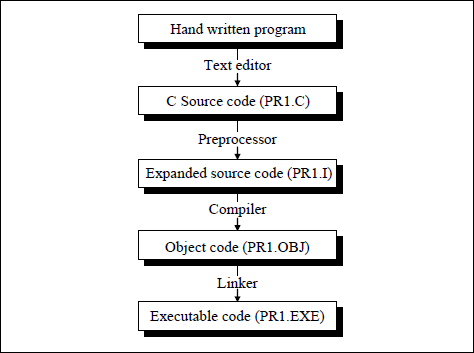 Hand written program
Text editor
C Source code (PR1.C)
Preprocessor
Expanded source code (PR1.I)
Compiler
Object code (PR1.OBJ)
Linker
Executable code (PR1.EXE)